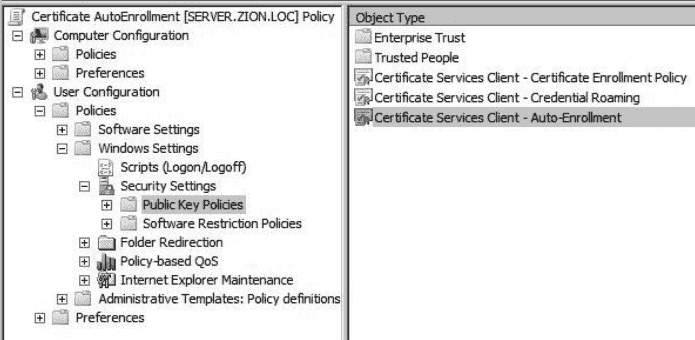 Certificate AutoEnrollment [SERVER.ZION.LOC] Policy
Computer Configuration
Policies
Preferences
User Configuration
Policies
Software Settings
Windows Settings
Scripts (Logon/Logoff)
Security Settings
Public Key Policies
Software Restriction Policies
Folder Redirection
Policy-based QoS
Internet Explorer Maintenance
Administrative Templates: Policy definitions
Preferences
Object Type
Enterprise Trust
Trusted People
Certificate Services Client - Certificate Enrollment Policy
Certificate Services Client - Credential Roaming
Certificate Services Client - Auto-Enrollment